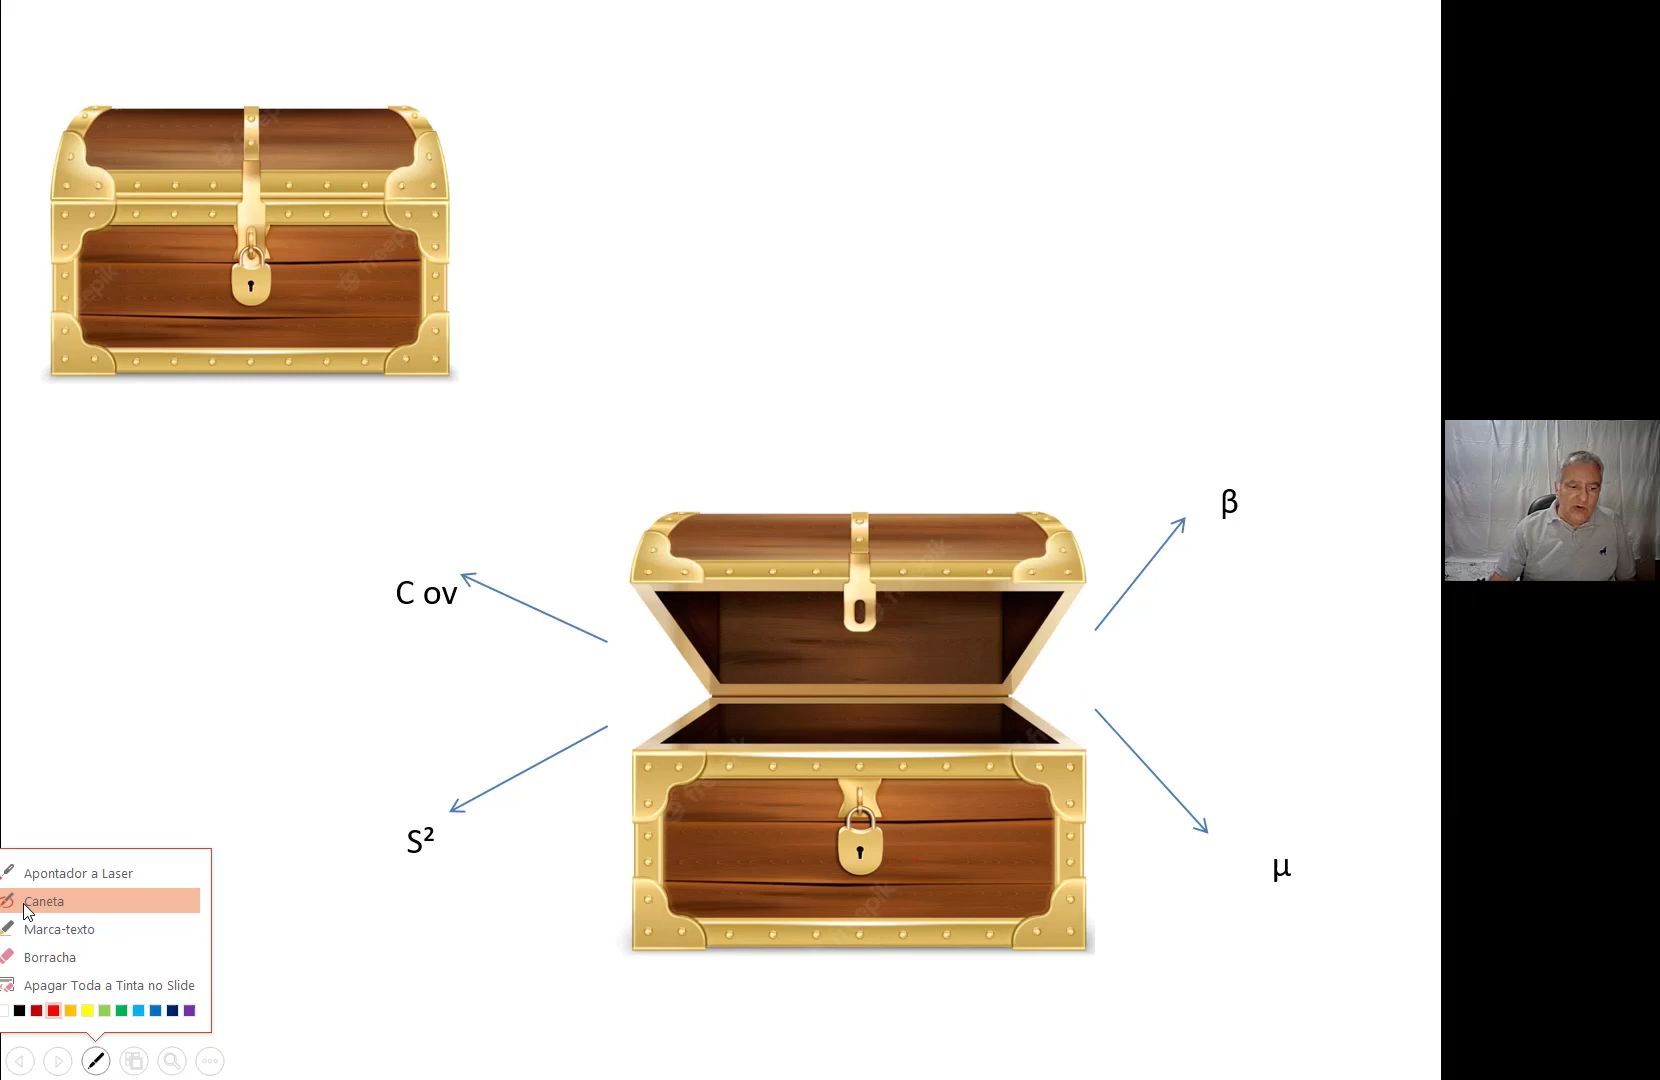 β
C ov
S²
μ
Apontador a Laser
Caneta
Marca-texto
Borracha
Apagar Toda a Tinta no Slide